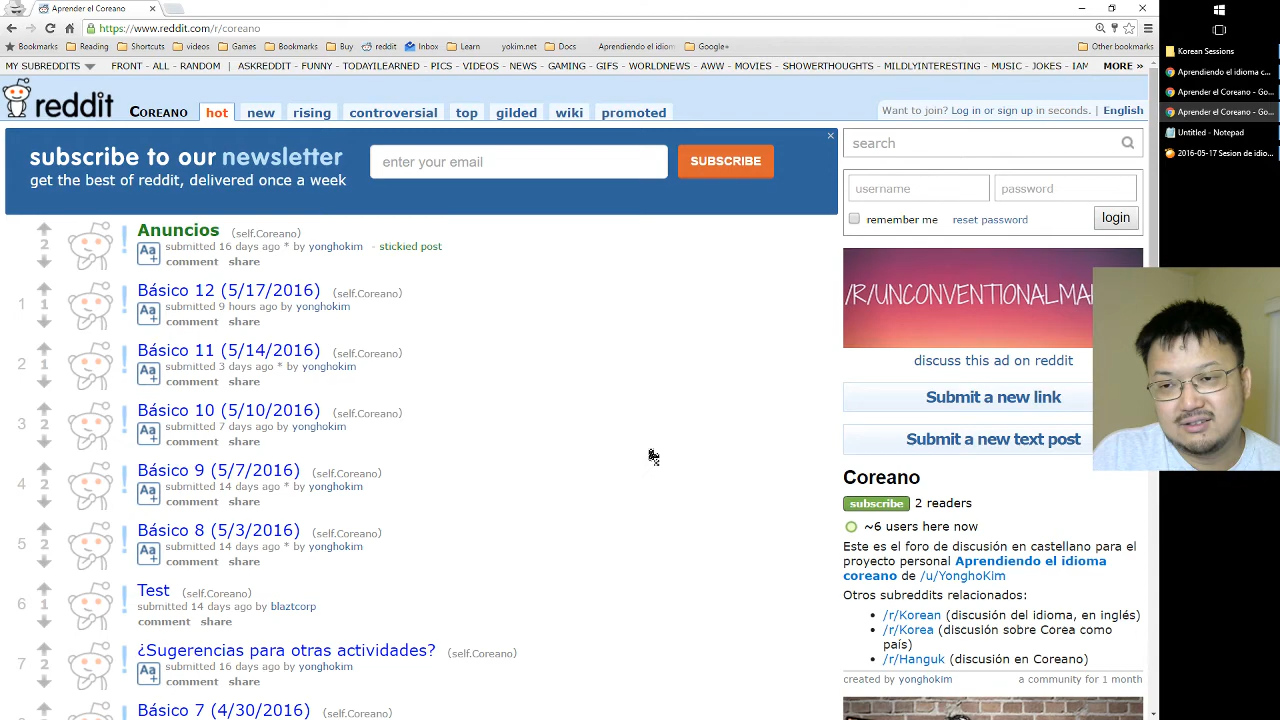 Aprender el Coreano
https://www.reddit.com/r/coreano
Bookmarks Reading Shortcuts videos Games Bookmarks Buy reddit Inbox Learn yokim.net Docs Aprendiendo el idiom Google+ Other bookmarks
MY SUBREDDITS FRONT - ALL - RANDOM | ASKREDDIT - FUNNY - TODAYILEARNED - PICS - VIDEOS - NEWS - GAMING - GIFS - WORLDNEWS - AWW - MOVIES - SHOWERTHOUGHTS - MILDLYINTERESTING - MUSIC - JOKES - IAM MORE »
reddit COREANO hot new rising controversial top gilded wiki promoted
Want to join? Log in or sign up in seconds. | English
subscribe to our newsletter
get the best of reddit, delivered once a week
enter your email
SUBSCRIBE
Anuncios (self.Coreano)
2
submitted 16 days ago * by yonghokim - stickied post
comment share
Básico 12 (5/17/2016) (self.Coreano)
1 1
submitted 9 hours ago by yonghokim
comment share
Básico 11 (5/14/2016) (self.Coreano)
2 1
submitted 3 days ago * by yonghokim
comment share
Básico 10 (5/10/2016) (self.Coreano)
3 2
submitted 7 days ago by yonghokim
comment share
Básico 9 (5/7/2016) (self.Coreano)
4 2
submitted 14 days ago * by yonghokim
comment share
Básico 8 (5/3/2016) (self.Coreano)
5 2
submitted 14 days ago * by yonghokim
comment share
Test (self.Coreano)
6 1
submitted 14 days ago by blaztcorp
comment share
¿Sugerencias para otras actividades? (self.Coreano)
7 2
submitted 16 days ago by yonghokim
comment share
Básico 7 (4/30/2016) (self.Coreano)
search
username password
remember me reset password login
/R/UNCONVENTIONALMA
discuss this ad on reddit
Submit a new link
Submit a new text post
Coreano
subscribe 2 readers
~6 users here now
Este es el foro de discusión en castellano para el
proyecto personal Aprendiendo el idioma
coreano de /u/YonghoKim
Otros subreddits relacionados:
/r/Korean (discusión del idioma, en inglés)
/r/Korea (discusión sobre Corea como
país)
/r/Hanguk (discusión en Coreano)
created by yonghokim a community for 1 month
Korean Sessions
Aprendiendo el idioma c...
Aprender el Coreano - Go...
Aprender el Coreano - Go...
Untitled - Notepad
2016-05-17 Sesion de idio...